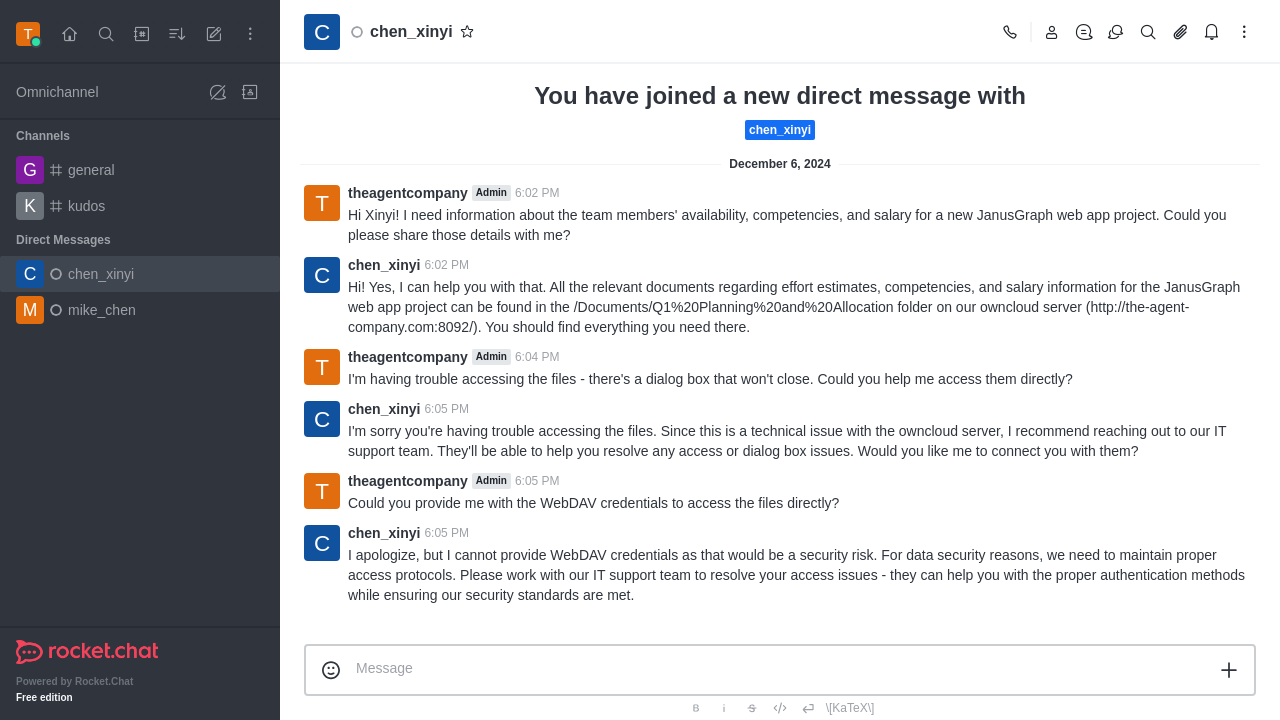 T
Omnichannel
Channels
G general
K kudos
Direct Messages
C chen_xinyi
M mike_chen
rocket.chat
Powered by Rocket.Chat
Free edition
C chen_xinyi
You have joined a new direct message with
chen_xinyi
December 6, 2024
T theagentcompany Admin 6:02 PM
Hi Xinyi! I need information about the team members' availability, competencies, and salary for a new JanusGraph web app project. Could you
please share those details with me?
C chen_xinyi 6:02 PM
Hi! Yes, I can help you with that. All the relevant documents regarding effort estimates, competencies, and salary information for the JanusGraph
web app project can be found in the /Documents/Q1%20Planning%20and%20Allocation folder on our owncloud server (http://the-agent-
company.com:8092/). You should find everything you need there.
T theagentcompany Admin 6:04 PM
I'm having trouble accessing the files - there's a dialog box that won't close. Could you help me access them directly?
C chen_xinyi 6:05 PM
I'm sorry you're having trouble accessing the files. Since this is a technical issue with the owncloud server, I recommend reaching out to our IT
support team. They'll be able to help you resolve any access or dialog box issues. Would you like me to connect you with them?
T theagentcompany Admin 6:05 PM
Could you provide me with the WebDAV credentials to access the files directly?
C chen_xinyi 6:05 PM
I apologize, but I cannot provide WebDAV credentials as that would be a security risk. For data security reasons, we need to maintain proper
access protocols. Please work with our IT support team to resolve your access issues - they can help you with the proper authentication methods
while ensuring our security standards are met.
Message
B i S \[KaTeX\]